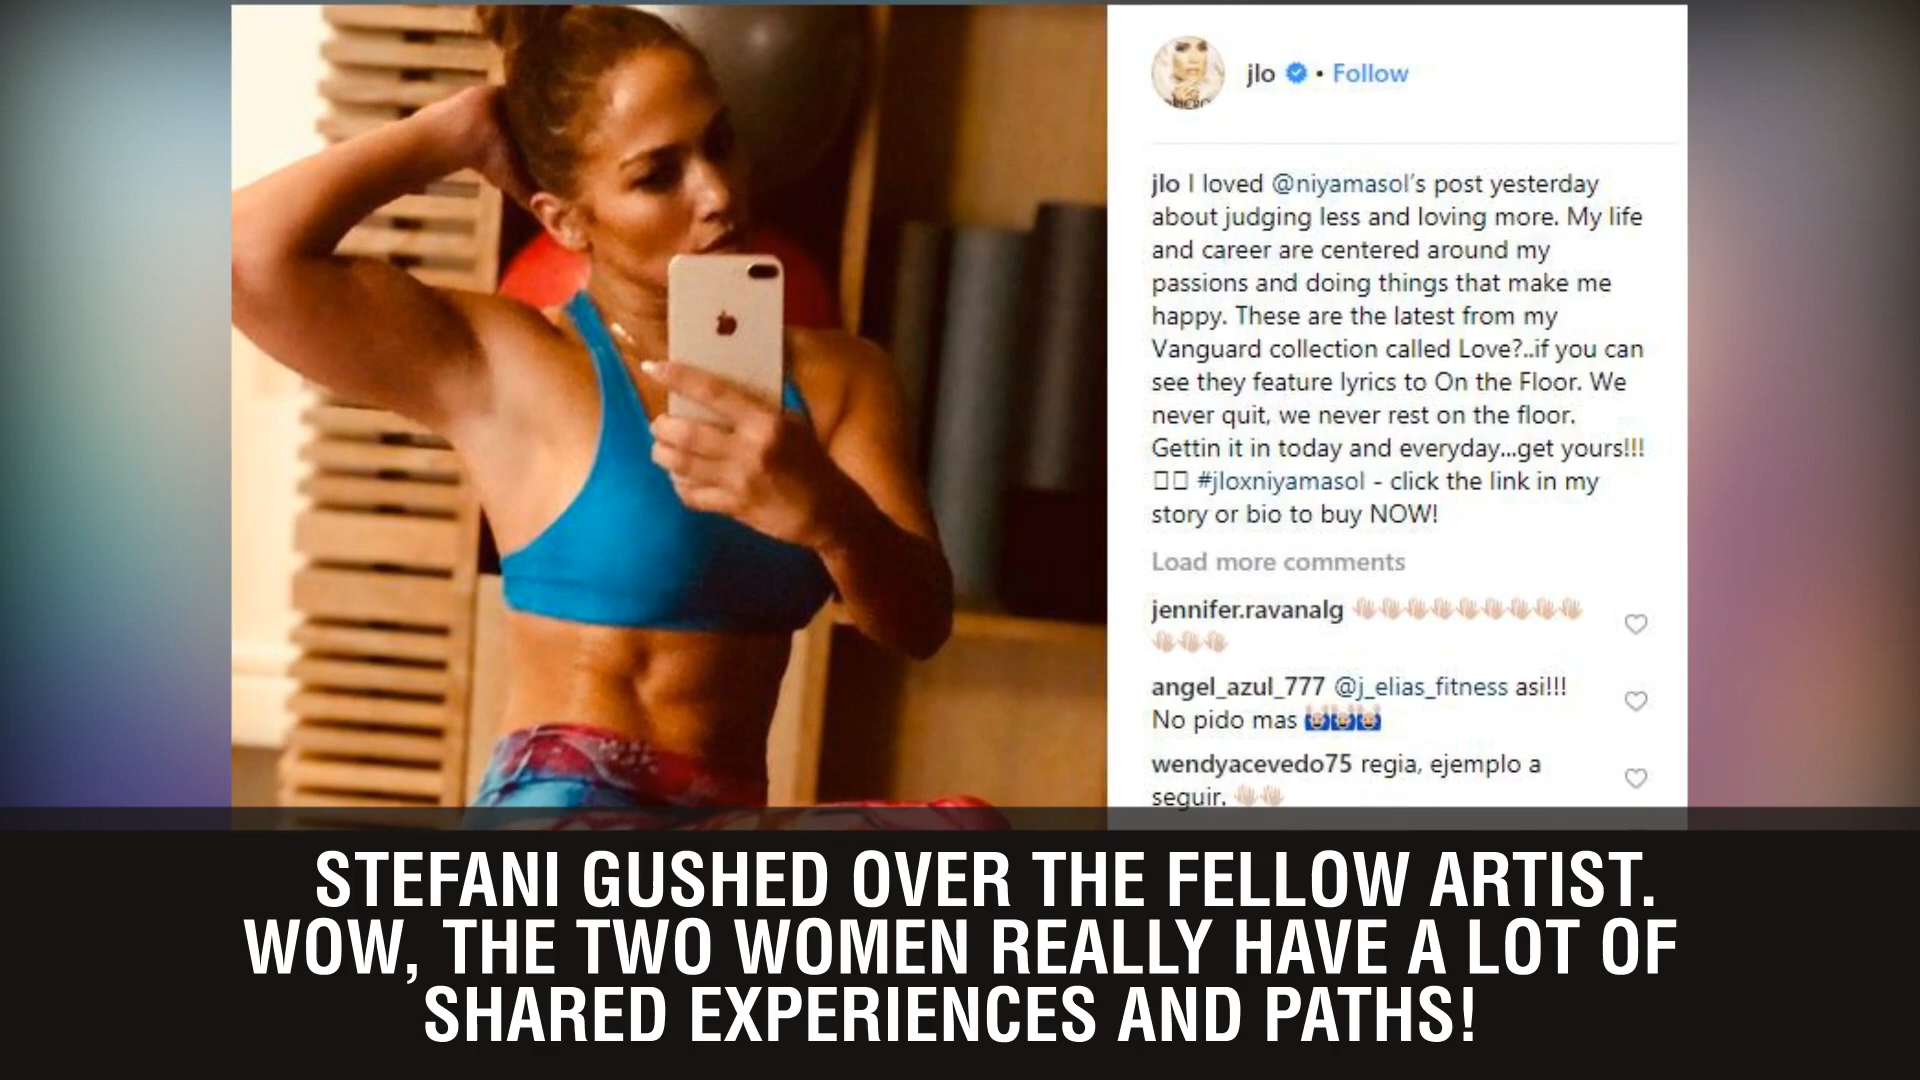 jlo • Follow
jlo I loved @niyamasol's post yesterday
about judging less and loving more. My life
and career are centered around my
passions and doing things that make me
happy. These are the latest from my
Vanguard collection called Love?..if you can
see they feature lyrics to On the Floor. We
never quit, we never rest on the floor.
Gettin it in today and everyday...get yours!!!
#jloxniyamasol - click the link in my
story or bio to buy NOW!
Load more comments
jennifer.ravanalg 👋🏻👋🏻👋🏻👋🏻👋🏻👋🏻👋🏻👋🏻👋🏻
👋🏻👋🏻👋🏻
angel_azul_777 @j_elias_fitness asi!!!
No pido mas 🙌🙌🙌
wendyacevedo75 regia, ejemplo a
seguir. 👋🏻👋🏻
STEFANI GUSHED OVER THE FELLOW ARTIST.
WOW, THE TWO WOMEN REALLY HAVE A LOT OF
SHARED EXPERIENCES AND PATHS!